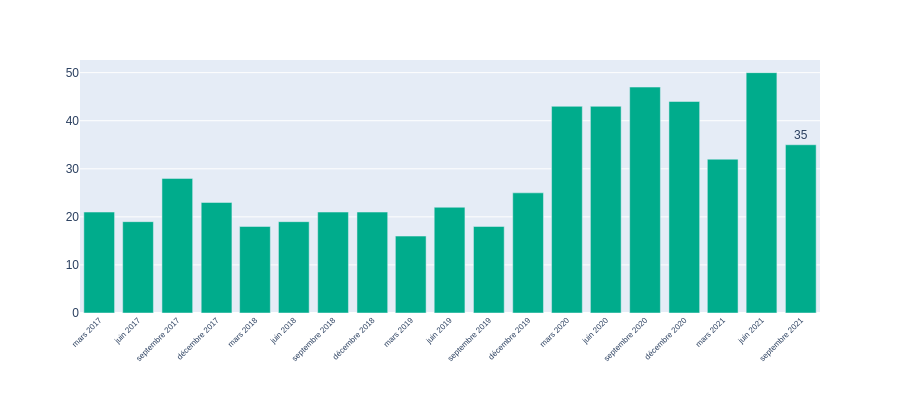 50
40
30
20
10
0
35
mars 2017
juin 2017
septembre 2017
décembre 2017
mars 2018
juin 2018
septembre 2018
décembre 2018
mars 2019
juin 2019
septembre 2019
décembre 2019
mars 2020
juin 2020
septembre 2020
décembre 2020
mars 2021
juin 2021
septembre 2021